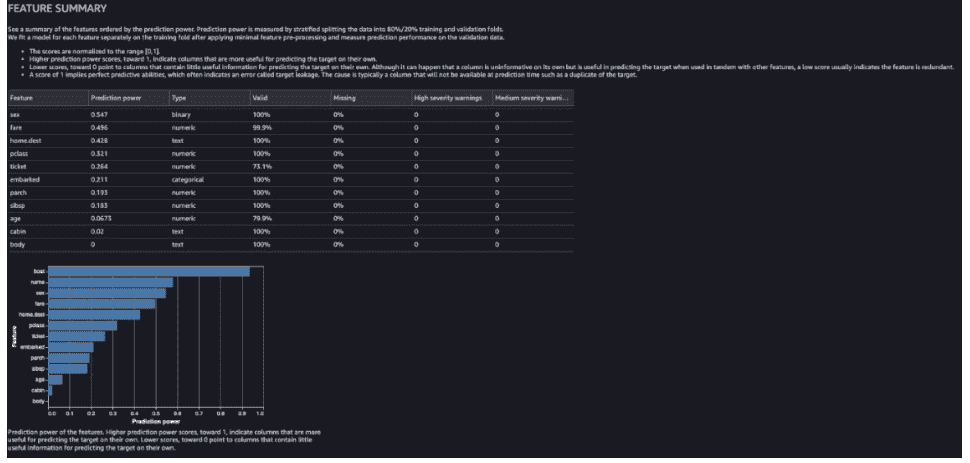 FEATURE SUMMARY
See a summary of the features ordered by the prediction power. Prediction power is measured by stratified splitting the data into 80%/20% training and validation folds.
We fit a model for each feature separately on the training fold after applying minimal feature pre-processing and measure prediction performance on the validation data.
• The scores are normalized to the range [0,1].
• Higher prediction power scores, toward 1, indicate columns that are more useful for predicting the target on their own.
• Lower scores, toward 0 point to columns that contain little useful information for predicting the target on their own. Although it can happen that a column is uninformative on its own but is useful in predicting the target when used in tandem with other features, a low score usually indicates the feature is redundant.
• A score of 1 implies perfect predictive abilities, which often indicates an error called target leakage. The cause is typically a column that will not be available at prediction time such as a duplicate of the target.
Feature Prediction power Type Valid Missing High severity warnings Medium severity warni...
sex 0.547 binary 100% 0% 0 0
fare 0.496 numeric 99.9% 0% 0 0
home.dest 0.428 text 100% 0% 0 0
pclass 0.321 numeric 100% 0% 0 0
ticket 0.264 numeric 73.1% 0% 0 0
embarked 0.211 categorical 100% 0% 0 0
parch 0.193 numeric 100% 0% 0 0
sibsp 0.183 numeric 100% 0% 0 0
age 0.0673 numeric 79.9% 0% 0 0
cabin 0.02 text 100% 0% 0 0
body 0 text 100% 0% 0 0
boat
name
sex
fare
home.dest
pclass
ticket
embarked
parch
sibsp
age
cabin
body
Feature
0.0 0.1 0.2 0.3 0.4 0.5 0.6 0.7 0.8 0.9 1.0
Prediction power
Prediction power of the features. Higher prediction power scores, toward 1, indicate columns that are more
useful for predicting the target on their own. Lower scores, toward 0 point to columns that contain little
useful information for predicting the target on their own.